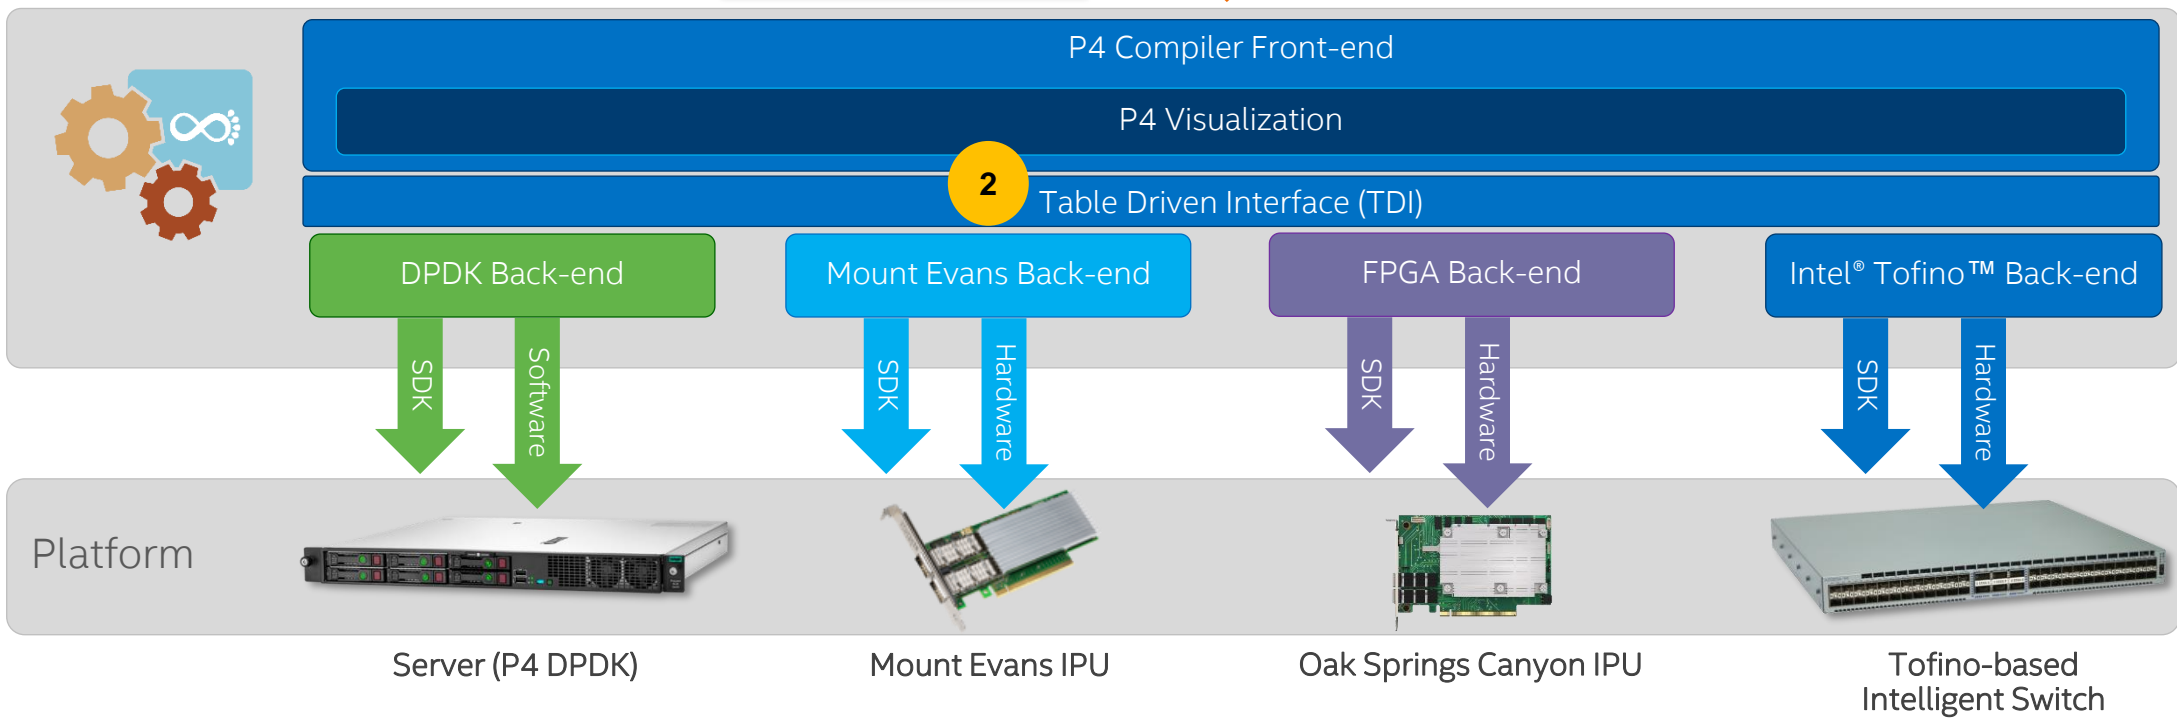 P4 Compiler Front-end
P4 Visualization
2
Table Driven Interface (TDI)
DPDK Back-end
Mount Evans Back-end
FPGA Back-end
Intel® Tofino™ Back-end
SDK
Software
SDK
Hardware
SDK
Hardware
SDK
Hardware
Platform
Server (P4 DPDK)
Mount Evans IPU
Oak Springs Canyon IPU
Tofino-based
Intelligent Switch